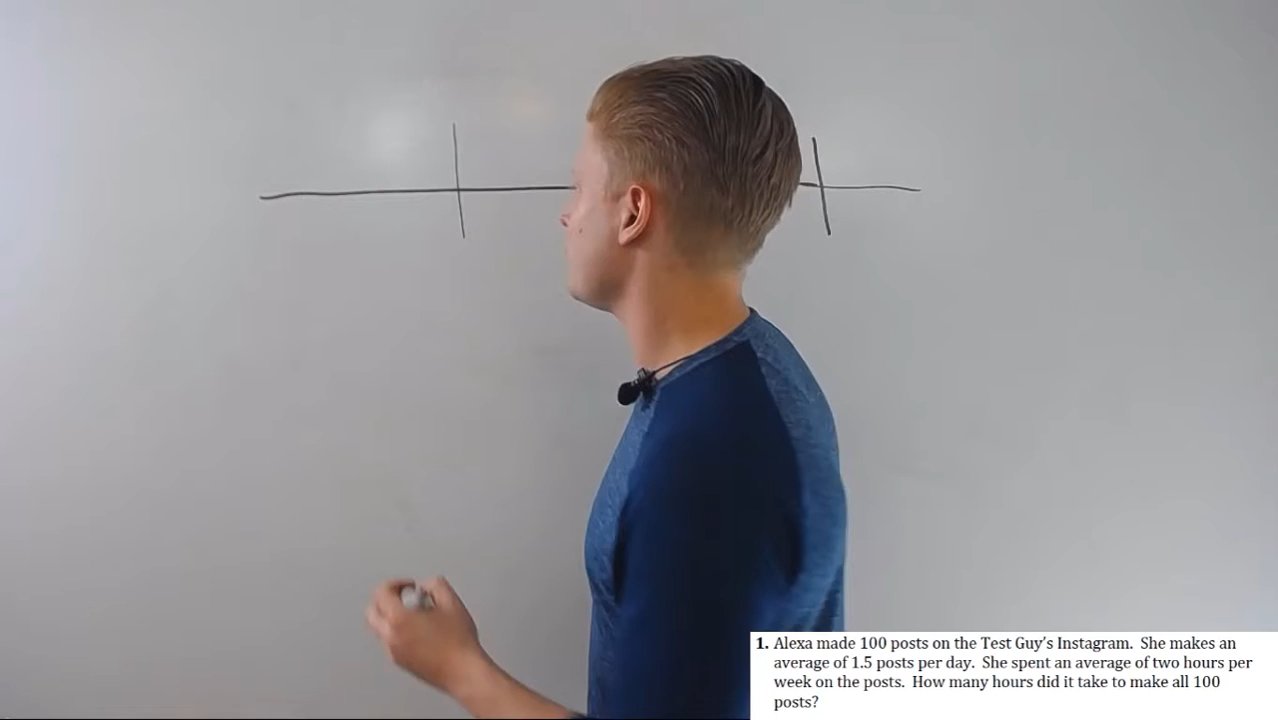 1. Alexa made 100 posts on the Test Guy's Instagram.  She makes an
average of 1.5 posts per day.  She spent an average of two hours per
week on the posts.  How many hours did it take to make all 100
posts?